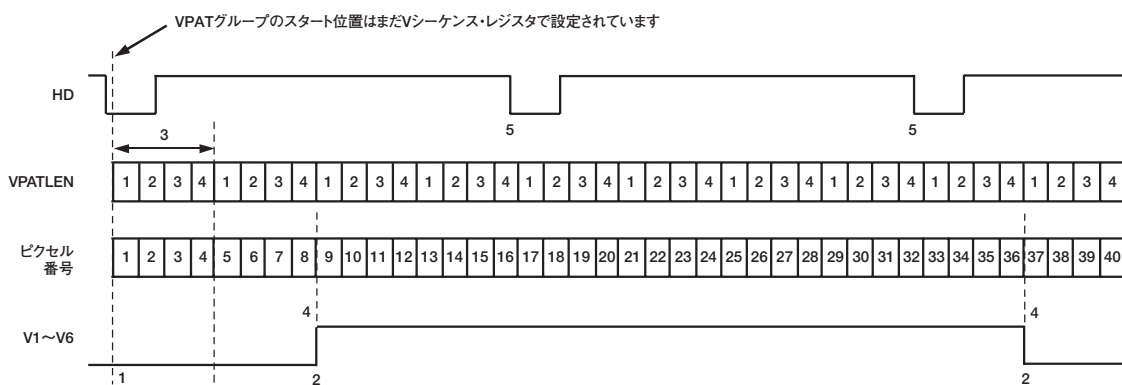 VPATグループのスタート位置はまだVシーケンス・レジスタで設定されています
HD
5 5
3
VPATLEN 1 2 3 4 1 2 3 4 1 2 3 4 1 2 3 4 1 2 3 4 1 2 3 4 1 2 3 4 1 2 3 4 1 2 3 4 1 2 3 4
ピクセル
番号
1 2 3 4 5 6 7 8 9 10 11 12 13 14 15 16 17 18 19 20 21 22 23 24 25 26 27 28 29 30 31 32 33 34 35 36 37 38 39 40
4 4
V1～V6
1 2 2